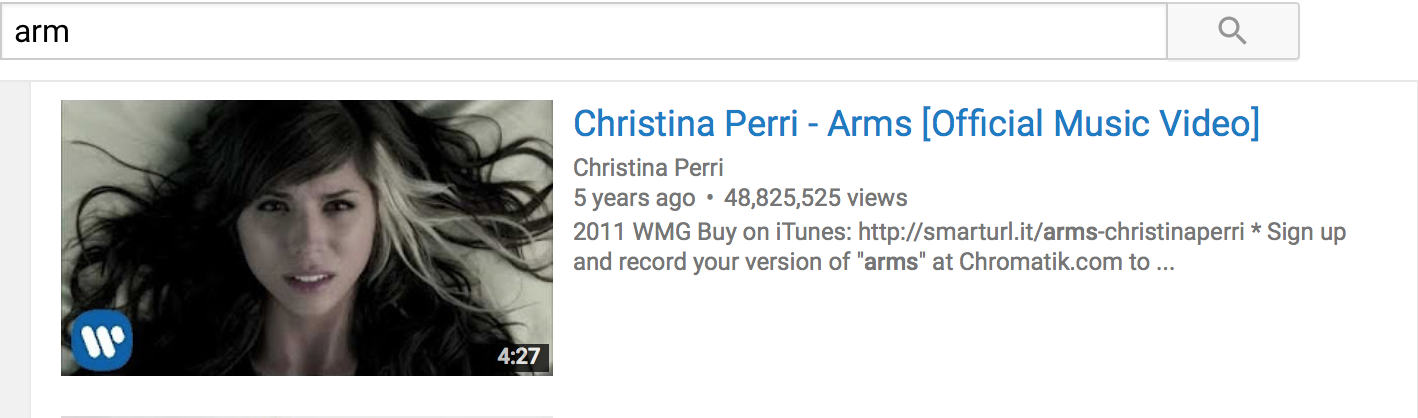 arm
Christina Perri - Arms [Official Music Video]
Christina Perri
5 years ago • 48,825,525 views
2011 WMG Buy on iTunes: http://smarturl.it/arms-christinaperri * Sign up
and record your version of "arms" at Chromatik.com to ...
W
4:27